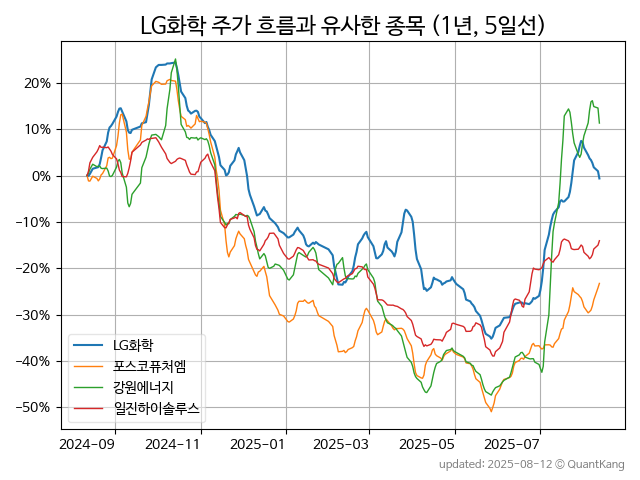 LG화학 주가 흐름과 유사한 종목 (1년, 5일선)
20%
10%
0%
−10%
−20%
−30%
−40%
−50%
LG화학
포스코퓨처엠
강원에너지
일진하이솔루스
2024-09
2024-11
2025-01
2025-03
2025-05
2025-07
updated: 2025-08-12 © QuantKang